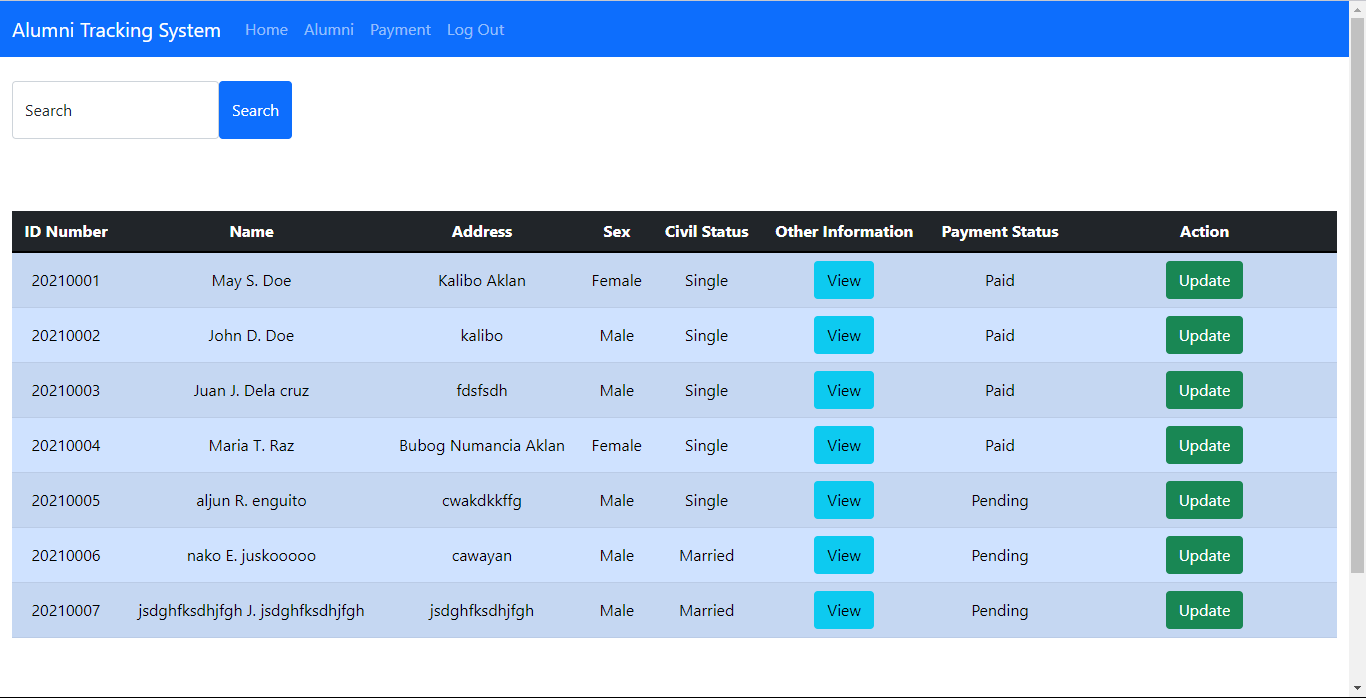 Alumni Tracking System Home Alumni Payment Log Out
Search Search
ID Number Name Address Sex Civil Status Other Information Payment Status Action
20210001 May S. Doe Kalibo Aklan Female Single View Paid Update
20210002 John D. Doe kalibo Male Single View Paid Update
20210003 Juan J. Dela cruz fdsfsdh Male Single View Paid Update
20210004 Maria T. Raz Bubog Numancia Aklan Female Single View Paid Update
20210005 aljun R. enguito cwakdkkffg Male Single View Pending Update
20210006 nako E. juskooooo cawayan Male Married View Pending Update
20210007 jsdghfksdhjfgh J. jsdghfksdhjfgh jsdghfksdhjfgh Male Married View Pending Update